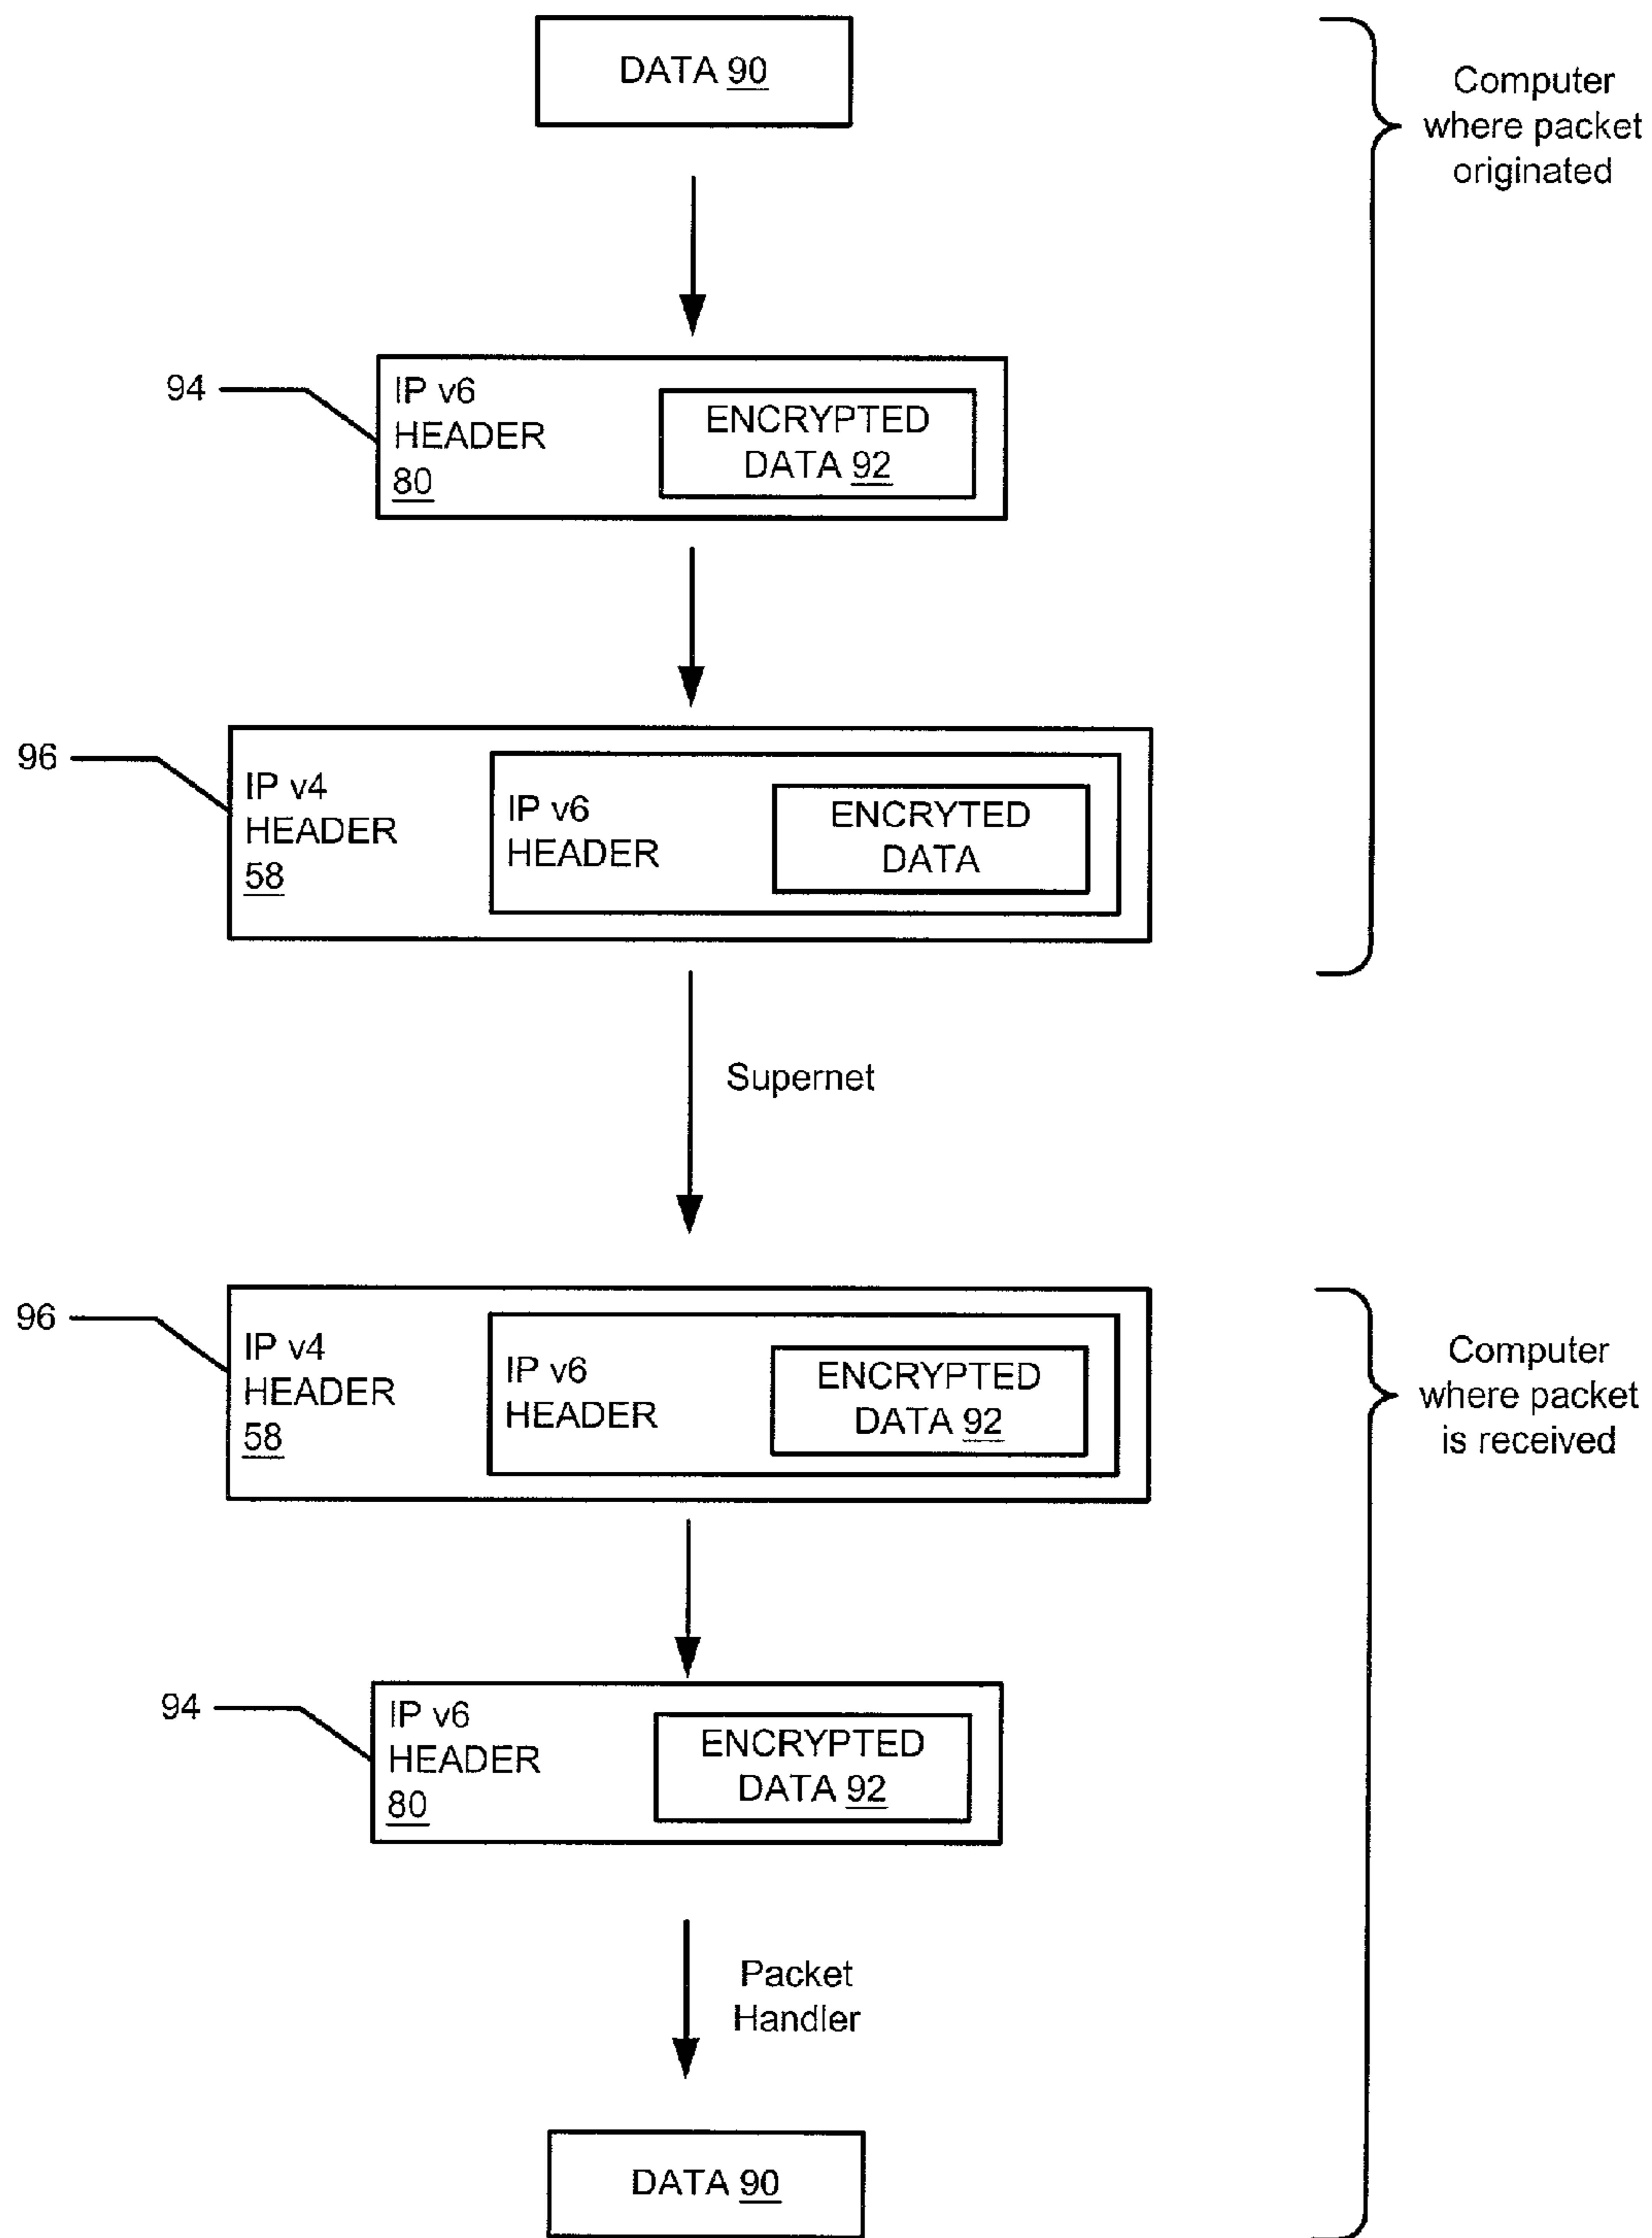 DATA 90
Computer
where packet
originated
94
IP v6
HEADER
80
ENCRYPTED
DATA 92
96
IP v4
HEADER
58
IP v6
HEADER
ENCRYTED
DATA
Supernet
96
IP v4
HEADER
58
IP v6
HEADER
ENCRYPTED
DATA 92
Computer
where packet
is received
94
IP v6
HEADER
80
ENCRYPTED
DATA 92
Packet
Handler
DATA 90